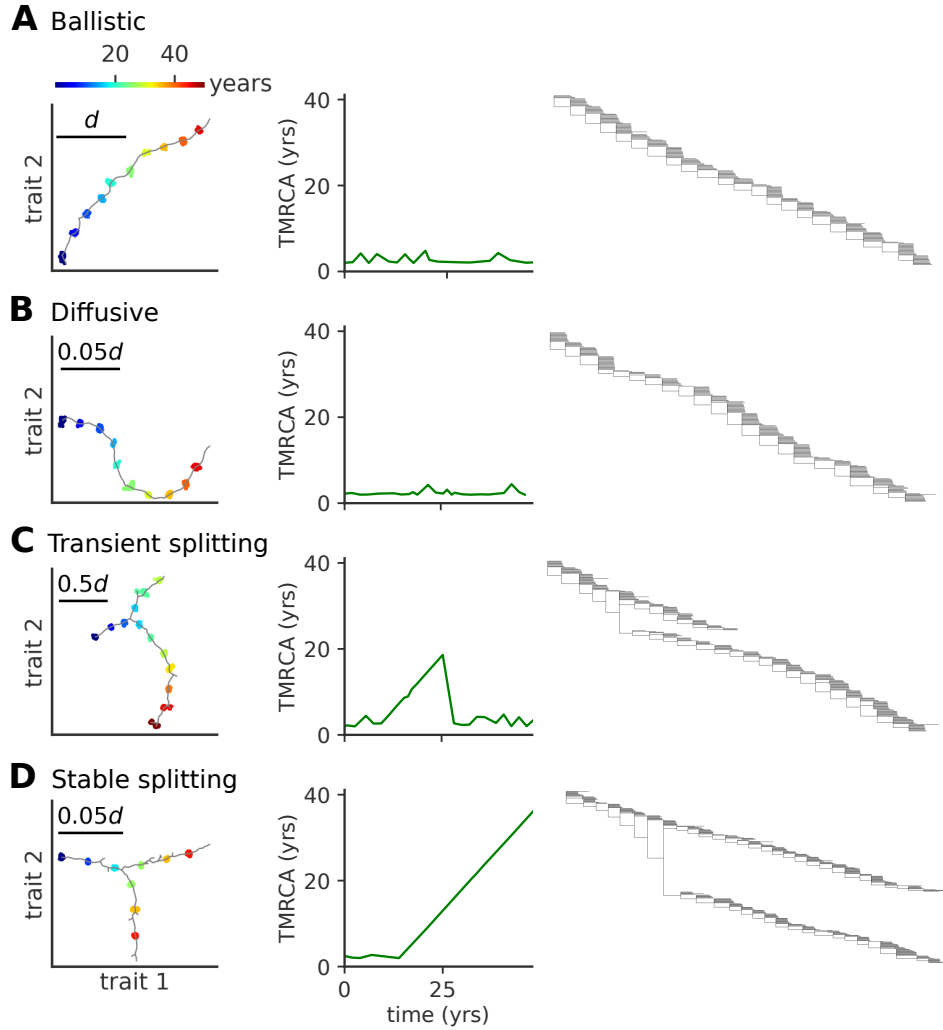 A Ballistic
20 40
years
d
trait 2
TMRCA (yrs)
40
20
0
B Diffusive
0.05d
trait 2
TMRCA (yrs)
40
20
0
C Transient splitting
0.5d
trait 2
TMRCA (yrs)
40
20
0
D Stable splitting
0.05d
trait 2
trait 1
TMRCA (yrs)
40
20
0
0 25
time (yrs)